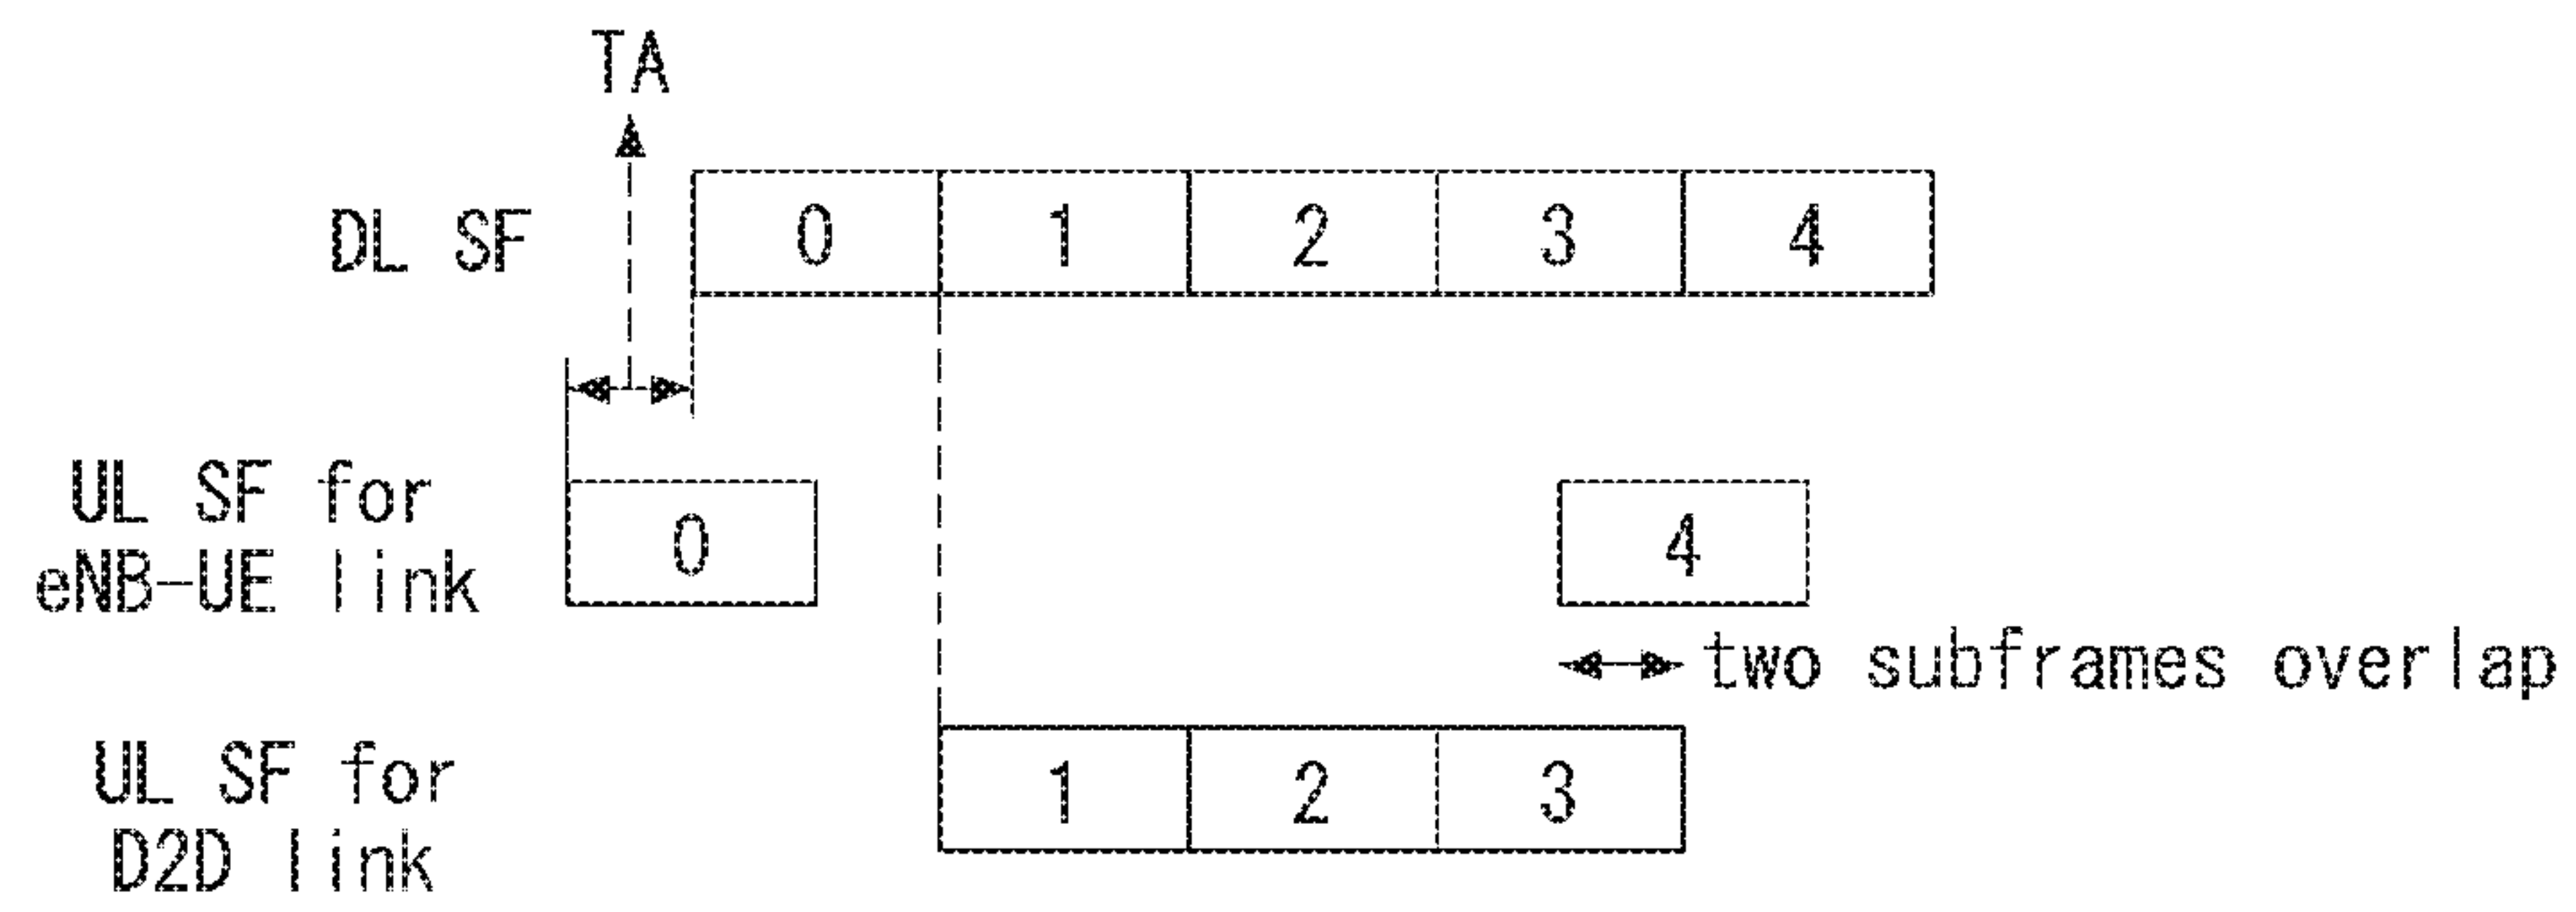 TA
DL SF
0 1 2 3 4
UL SF for
eNB-UE link
0
4
two subframes overlap
UL SF for
D2D link
1 2 3